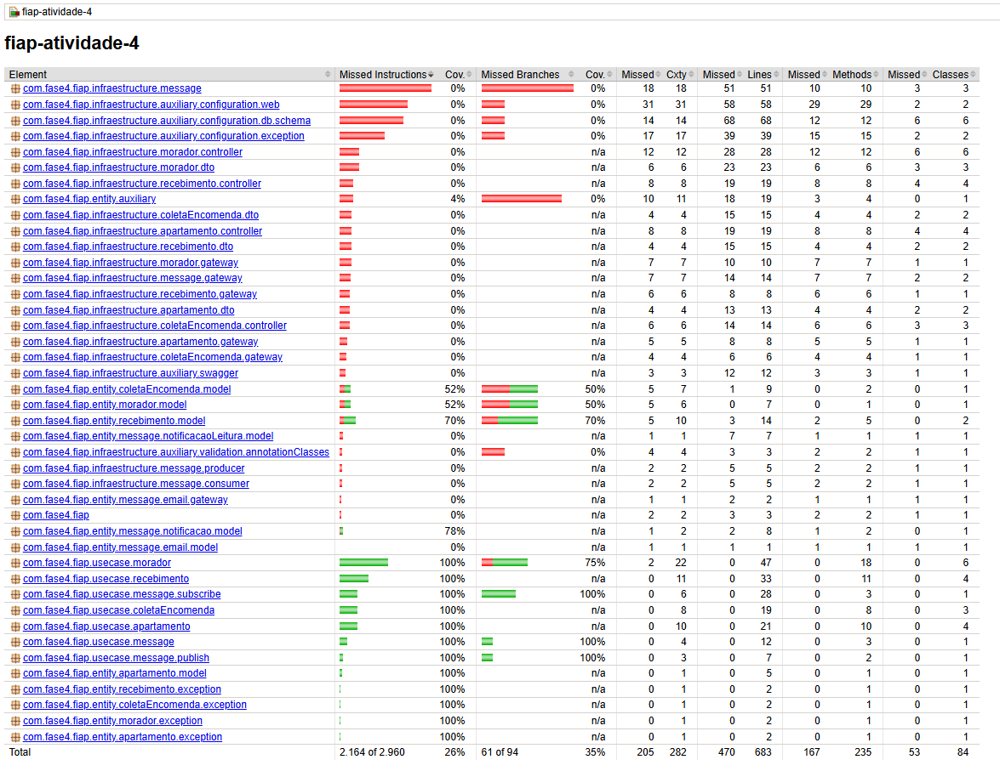 fiap-atividade-4
fiap-atividade-4
Element Missed Instructions Cov. Missed Branches Cov. Missed Cxty Missed Lines Missed Methods Missed Classes
com.fase4.fiap.infraestructure.message 0% 0% 18 18 51 51 10 10 3 3
com.fase4.fiap.infraestructure.auxiliary.configuration.web 0% 0% 31 31 58 58 29 29 2 2
com.fase4.fiap.infraestructure.auxiliary.configuration.db.schema 0% 0% 14 14 68 68 12 12 6 6
com.fase4.fiap.infraestructure.auxiliary.configuration.exception 0% 0% 17 17 39 39 15 15 2 2
com.fase4.fiap.infraestructure.morador.controller 0% n/a 12 12 28 28 12 12 6 6
com.fase4.fiap.infraestructure.morador.dto 0% n/a 6 6 23 23 6 6 3 3
com.fase4.fiap.infraestructure.recebimento.controller 0% n/a 8 8 19 19 8 8 4 4
com.fase4.fiap.entity.auxiliary 4% 0% 10 11 18 19 3 4 0 1
com.fase4.fiap.infraestructure.coletaEncomenda.dto 0% n/a 4 4 15 15 4 4 2 2
com.fase4.fiap.infraestructure.apartamento.controller 0% n/a 8 8 19 19 8 8 4 4
com.fase4.fiap.infraestructure.recebimento.dto 0% n/a 4 4 15 15 4 4 2 2
com.fase4.fiap.infraestructure.morador.gateway 0% n/a 7 7 10 10 7 7 1 1
com.fase4.fiap.infraestructure.message.gateway 0% n/a 7 7 14 14 7 7 2 2
com.fase4.fiap.infraestructure.recebimento.gateway 0% n/a 6 6 8 8 6 6 1 1
com.fase4.fiap.infraestructure.apartamento.dto 0% n/a 4 4 13 13 4 4 2 2
com.fase4.fiap.infraestructure.coletaEncomenda.controller 0% n/a 6 6 14 14 6 6 3 3
com.fase4.fiap.infraestructure.apartamento.gateway 0% n/a 5 5 8 8 5 5 1 1
com.fase4.fiap.infraestructure.coletaEncomenda.gateway 0% n/a 4 4 6 6 4 4 1 1
com.fase4.fiap.infraestructure.auxiliary.swagger 0% n/a 3 3 12 12 3 3 1 1
com.fase4.fiap.entity.coletaEncomenda.model 52% 50% 5 7 1 9 0 2 0 1
com.fase4.fiap.entity.morador.model 52% 50% 5 6 0 7 0 1 0 1
com.fase4.fiap.entity.recebimento.model 70% 70% 5 10 3 14 2 5 0 2
com.fase4.fiap.entity.message.notificacaoLeitura.model 0% n/a 1 1 7 7 1 1 1 1
com.fase4.fiap.infraestructure.auxiliary.validation.annotationClasses 0% 0% 4 4 3 3 2 2 1 1
com.fase4.fiap.infraestructure.message.producer 0% n/a 2 2 5 5 2 2 1 1
com.fase4.fiap.infraestructure.message.consumer 0% n/a 2 2 5 5 2 2 1 1
com.fase4.fiap.entity.message.email.gateway 0% n/a 1 1 2 2 1 1 1 1
com.fase4.fiap 0% n/a 2 2 3 3 2 2 1 1
com.fase4.fiap.entity.message.notificacao.model 78% n/a 1 2 2 8 1 2 0 1
com.fase4.fiap.entity.message.email.model 0% n/a 1 1 1 1 1 1 1 1
com.fase4.fiap.usecase.morador 100% 75% 2 22 0 47 0 18 0 6
com.fase4.fiap.usecase.recebimento 100% n/a 0 11 0 33 0 11 0 4
com.fase4.fiap.usecase.message.subscribe 100% 100% 0 6 0 28 0 3 0 1
com.fase4.fiap.usecase.coletaEncomenda 100% n/a 0 8 0 19 0 8 0 3
com.fase4.fiap.usecase.apartamento 100% n/a 0 10 0 21 0 10 0 4
com.fase4.fiap.usecase.message 100% 100% 0 4 0 12 0 3 0 1
com.fase4.fiap.usecase.message.publish 100% 100% 0 3 0 7 0 2 0 1
com.fase4.fiap.entity.apartamento.model 100% n/a 0 1 0 5 0 1 0 1
com.fase4.fiap.entity.recebimento.exception 100% n/a 0 1 0 2 0 1 0 1
com.fase4.fiap.entity.coletaEncomenda.exception 100% n/a 0 1 0 2 0 1 0 1
com.fase4.fiap.entity.morador.exception 100% n/a 0 1 0 2 0 1 0 1
com.fase4.fiap.entity.apartamento.exception 100% n/a 0 1 0 2 0 1 0 1
Total 2.164 of 2.960 26% 61 of 94 35% 205 282 470 683 167 235 53 84